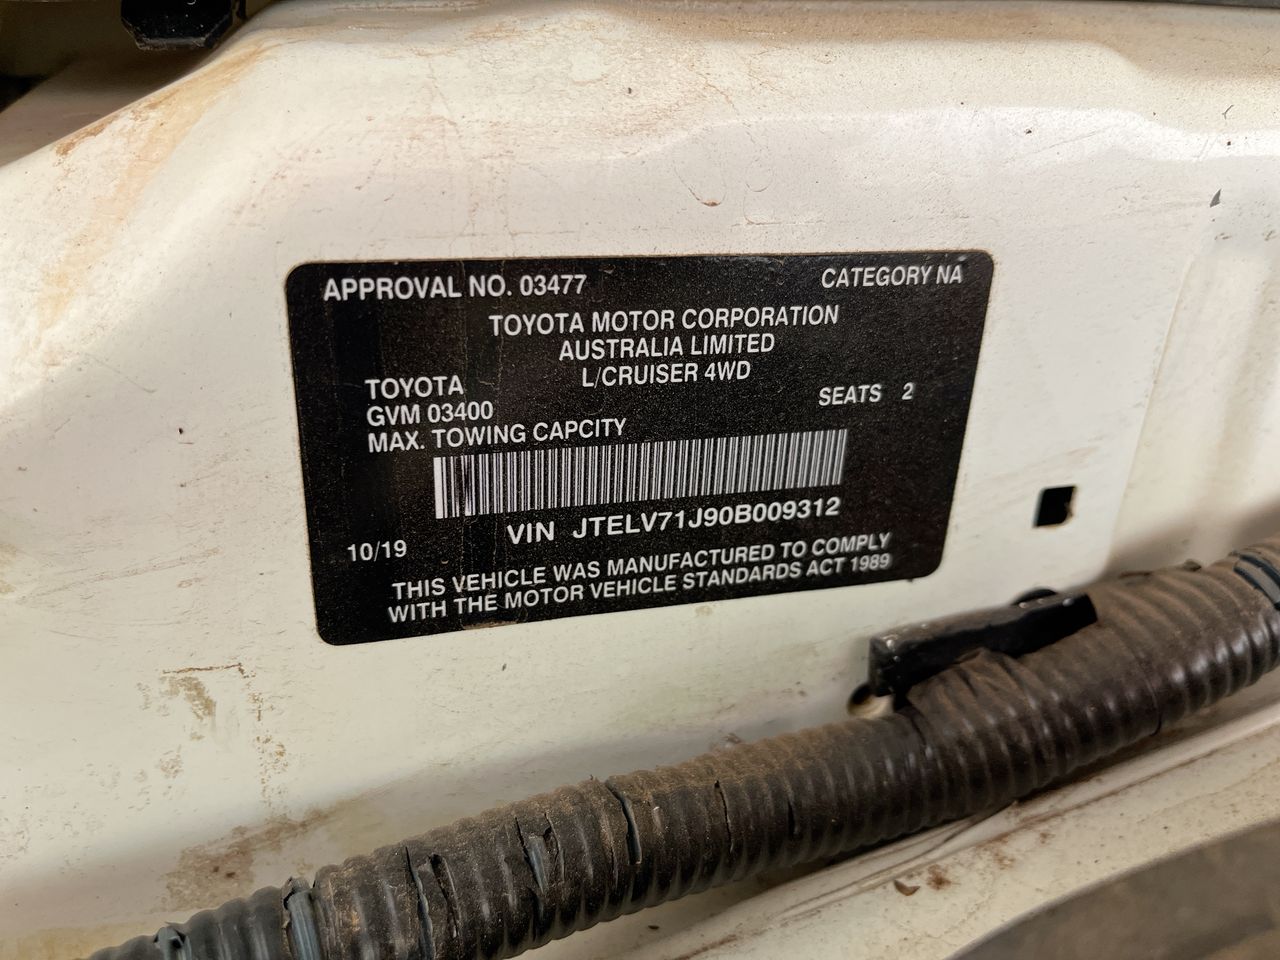 APPROVAL NO. 03477 CATEGORY NA
TOYOTA MOTOR CORPORATION
AUSTRALIA LIMITED
L/CRUISER 4WD
TOYOTA
GVM 03400 SEATS 2
MAX. TOWING CAPCITY
VIN JTELV71J90B009312
10/19
THIS VEHICLE WAS MANUFACTURED TO COMPLY
WITH THE MOTOR VEHICLE STANDARDS ACT 1989